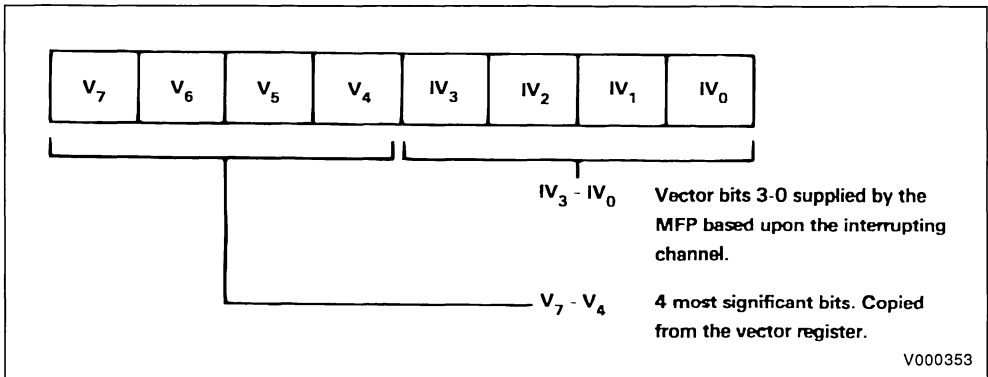 V7 V6 V5 V4 IV3 IV2 IV1 IV0
IV3 - IV0 Vector bits 3-0 supplied by the
MFP based upon the interrupting
channel.
V7 - V4 4 most significant bits. Copied
from the vector register.
V000353